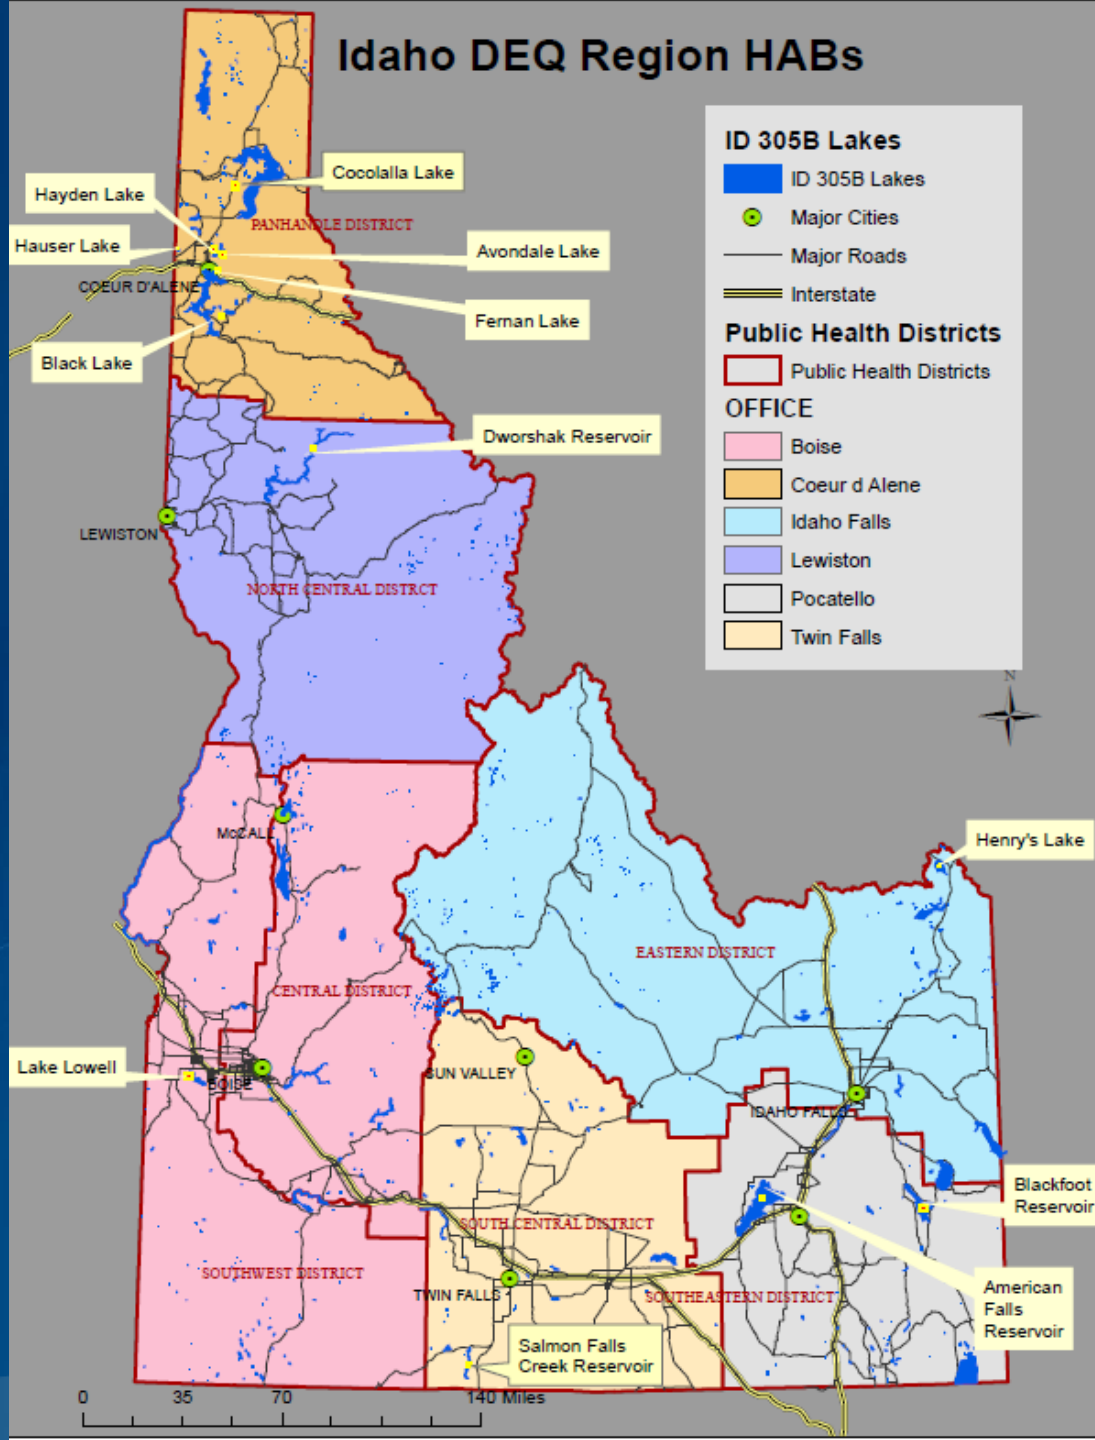 Idaho DEQ Region HABs
ID 305B Lakes
ID 305B Lakes
Major Cities
Major Roads
Interstate
Public Health Districts
Public Health Districts
OFFICE
Boise
Coeur d Alene
Idaho Falls
Lewiston
Pocatello
Twin Falls
N
Cocolalla Lake
Hayden Lake
PANHANDLE DISTRICT
Hauser Lake
Avondale Lake
COEUR D'ALENE
Fernan Lake
Black Lake
Dworshak Reservoir
LEWISTON
NORTH CENTRAL DISTRCT
McCALL
Henry's Lake
EASTERN DISTRICT
CENTRAL DISTRICT
Lake Lowell
BOISE
SUN VALLEY
IDAHO FALLS
Blackfoot
Reservoir
SOUTH CENTRAL DISTRICT
SOUTHWEST DISTRICT
TWIN FALLS
SOUTHEASTERN DISTRICT
American
Falls
Reservoir
Salmon Falls
Creek Reservoir
0 35 70 140 Miles